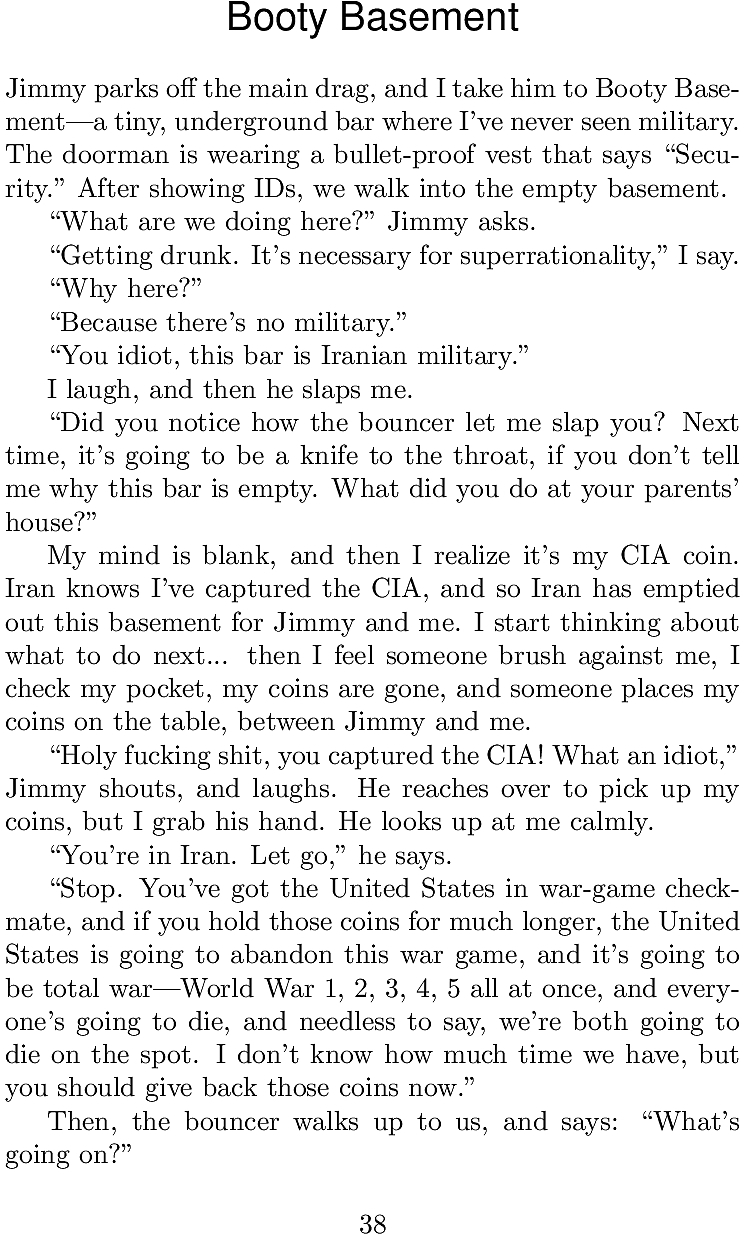 Booty Basement
Jimmy parks off the main drag, and I take him to Booty Base-
ment—a tiny, underground bar where I've never seen military.
The doorman is wearing a bullet-proof vest that says “Secu-
rity.” After showing IDs, we walk into the empty basement.
“What are we doing here?” Jimmy asks.
“Getting drunk. It's necessary for superrationality,” I say.
“Why here?”
“Because there's no military.”
“You idiot, this bar is Iranian military.”
I laugh, and then he slaps me.
“Did you notice how the bouncer let me slap you? Next
time, it's going to be a knife to the throat, if you don't tell
me why this bar is empty. What did you do at your parents'
house?”
My mind is blank, and then I realize it's my CIA coin.
Iran knows I've captured the CIA, and so Iran has emptied
out this basement for Jimmy and me. I start thinking about
what to do next... then I feel someone brush against me, I
check my pocket, my coins are gone, and someone places my
coins on the table, between Jimmy and me.
“Holy fucking shit, you captured the CIA! What an idiot,”
Jimmy shouts, and laughs. He reaches over to pick up my
coins, but I grab his hand. He looks up at me calmly.
“You're in Iran. Let go,” he says.
“Stop. You've got the United States in war-game check-
mate, and if you hold those coins for much longer, the United
States is going to abandon this war game, and it's going to
be total war—World War 1, 2, 3, 4, 5 all at once, and every-
one's going to die, and needless to say, we're both going to
die on the spot. I don't know how much time we have, but
you should give back those coins now.”
Then, the bouncer walks up to us, and says: “What's
going on?”
38